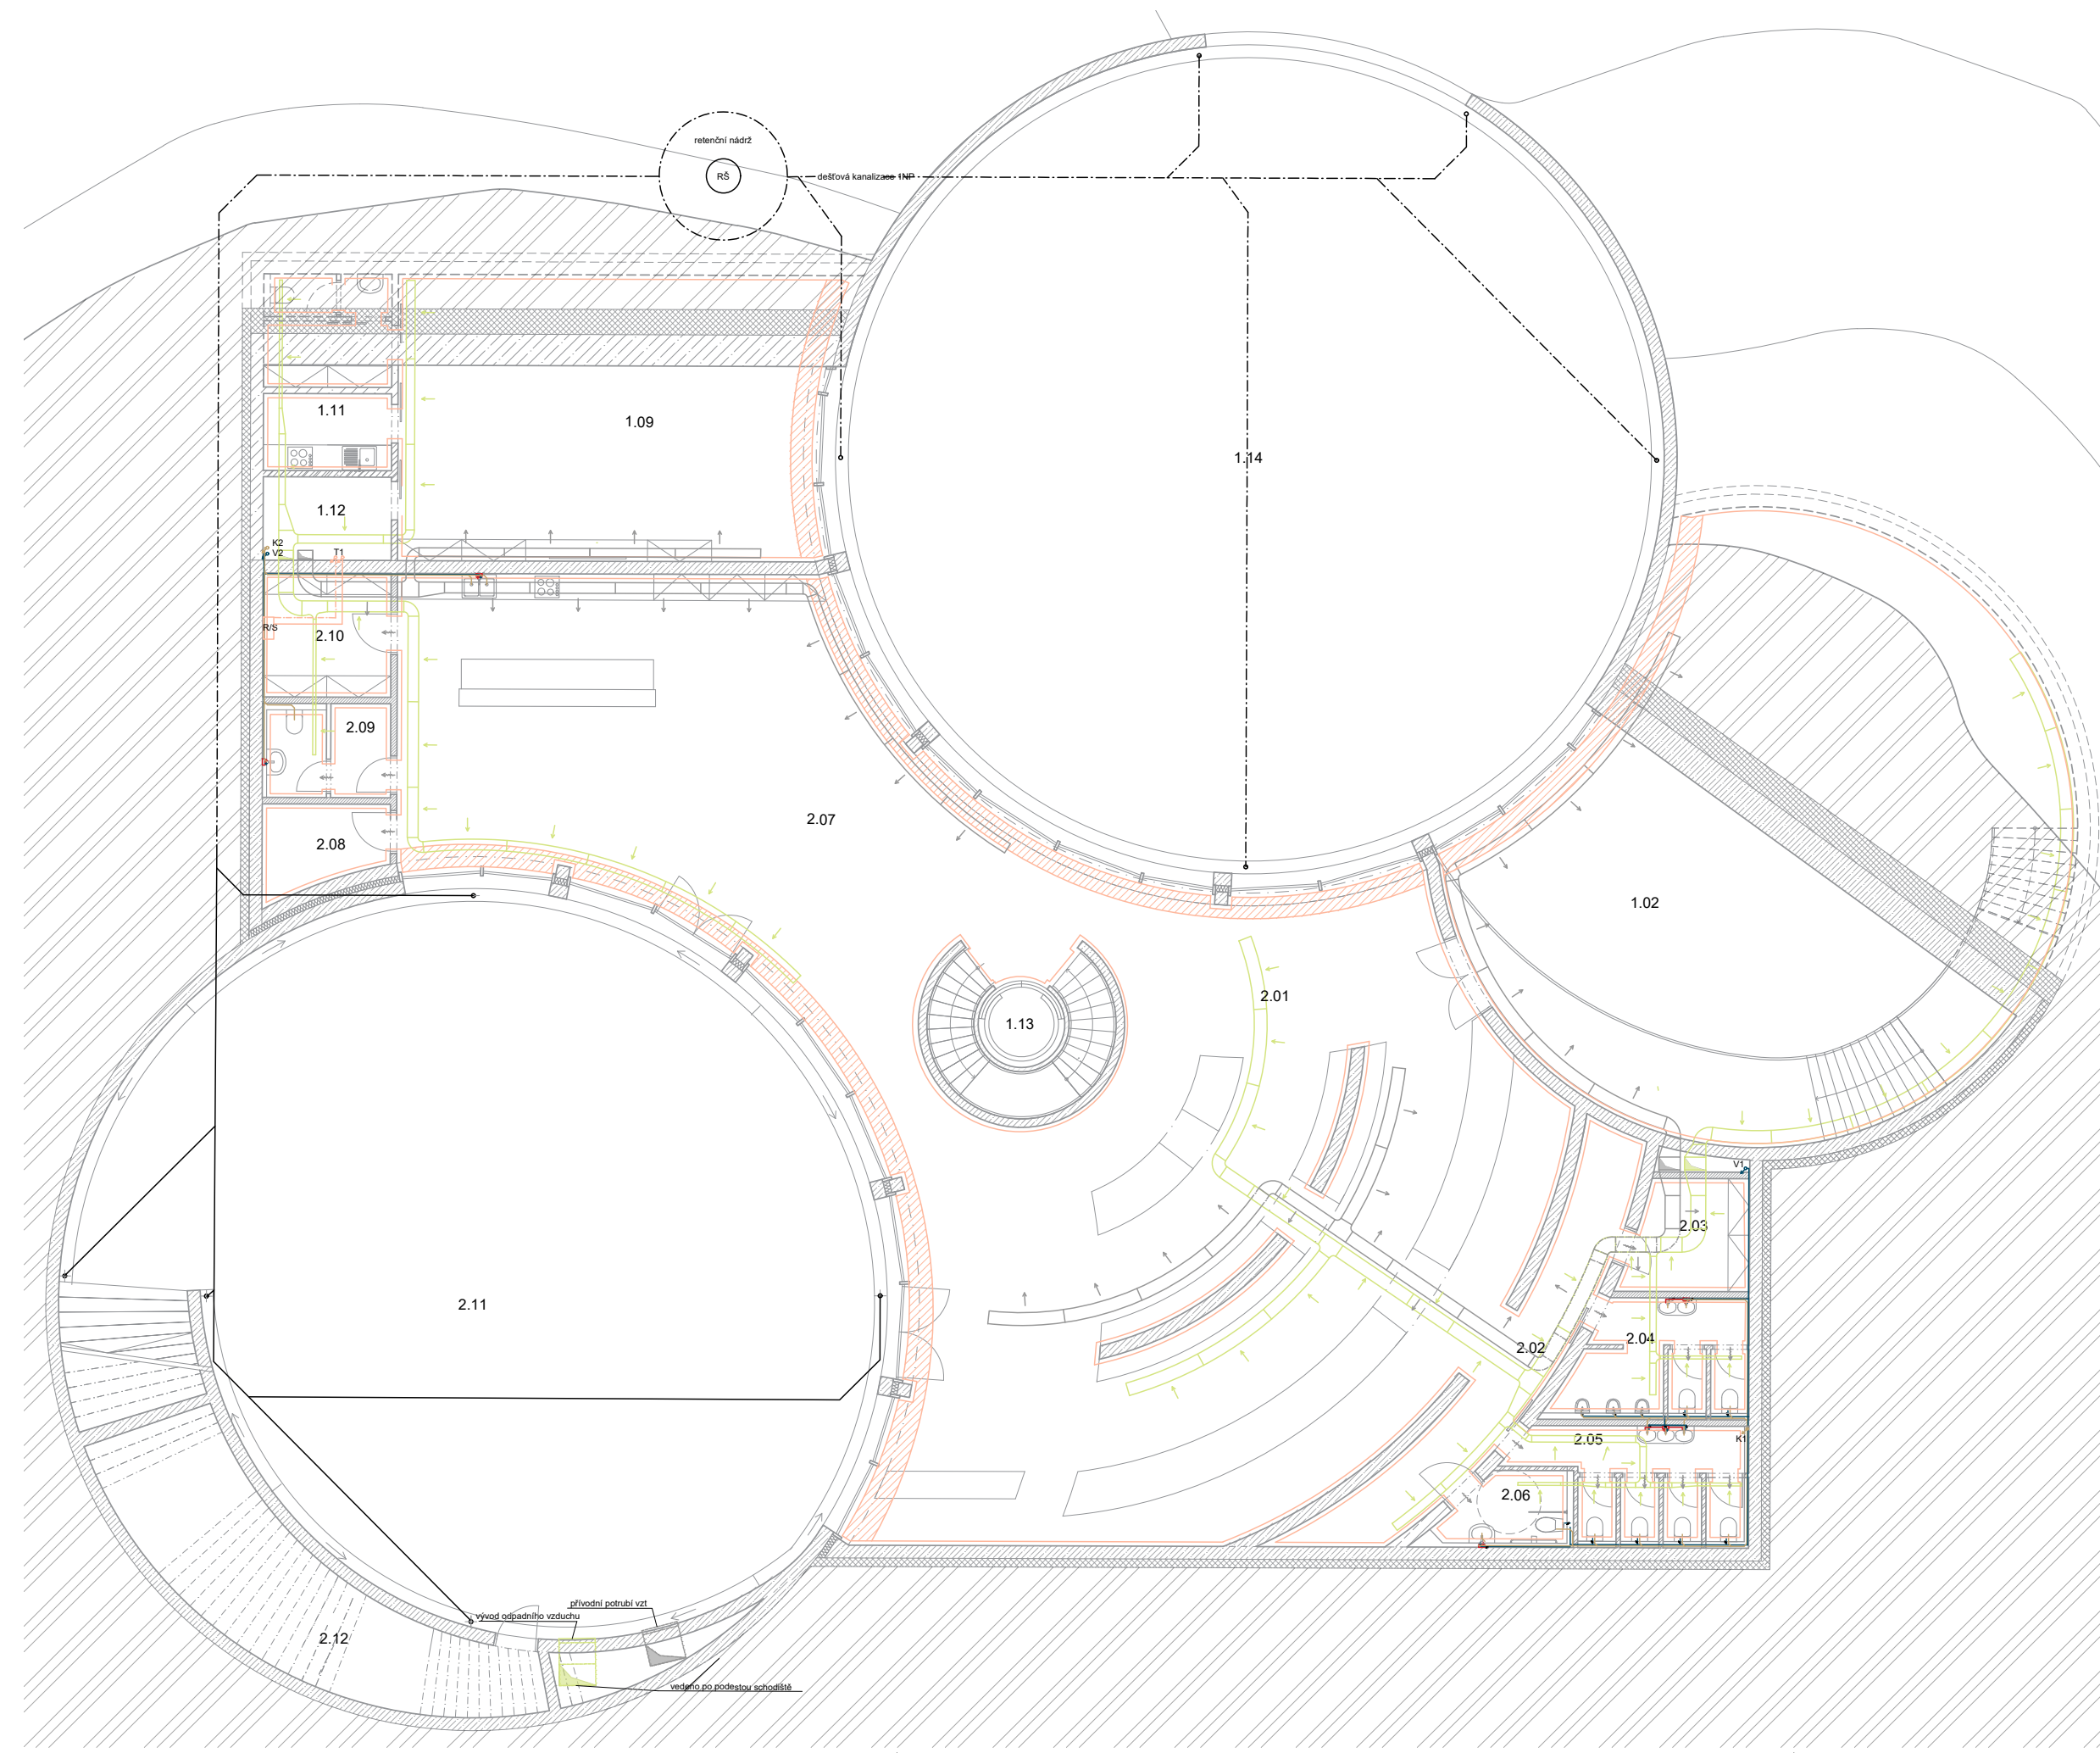 retenční nádrž
RŠ
dešťová kanalizace 1NP
1.11
1.09
1.14
1.12
K2
V2
T1
R/S
2.10
2.09
2.07
2.08
1.02
2.01
1.13
V1
2.03
2.11
2.04
2.02
2.05
K1
2.06
přívodní potrubí vzt
vývod odpadního vzduchu
2.12
vedeno po podestou schodiště